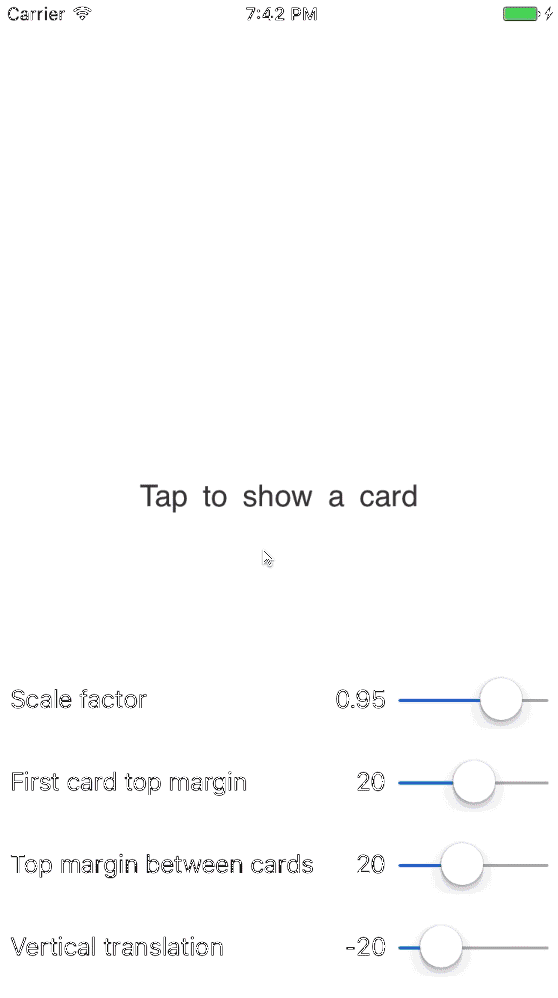 Carrier 7:42 PM
Tap to show a card
Scale factor 0.95
First card top margin 20
Top margin between cards 20
Vertical translation -20